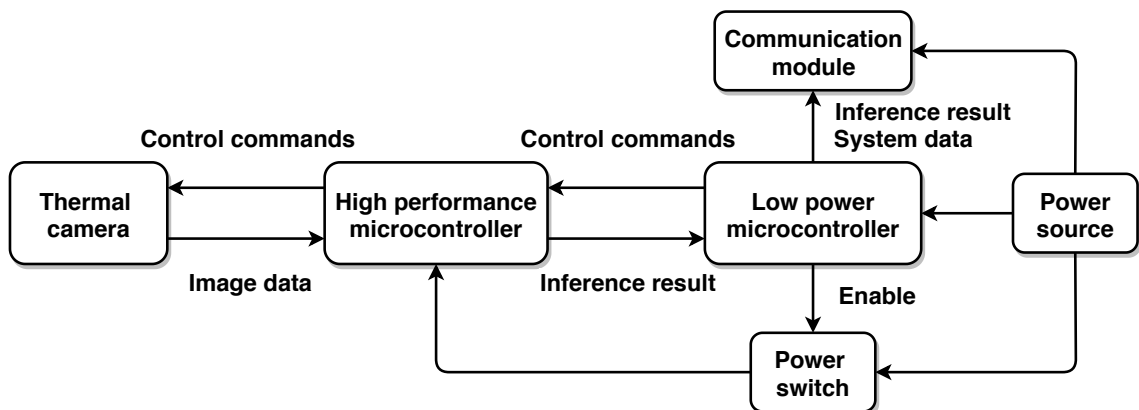 Communication
module
Inference result
System data
Control commands
Control commands
Thermal
camera
High performance
microcontroller
Low power
microcontroller
Power
source
Image data
Inference result
Enable
Power
switch